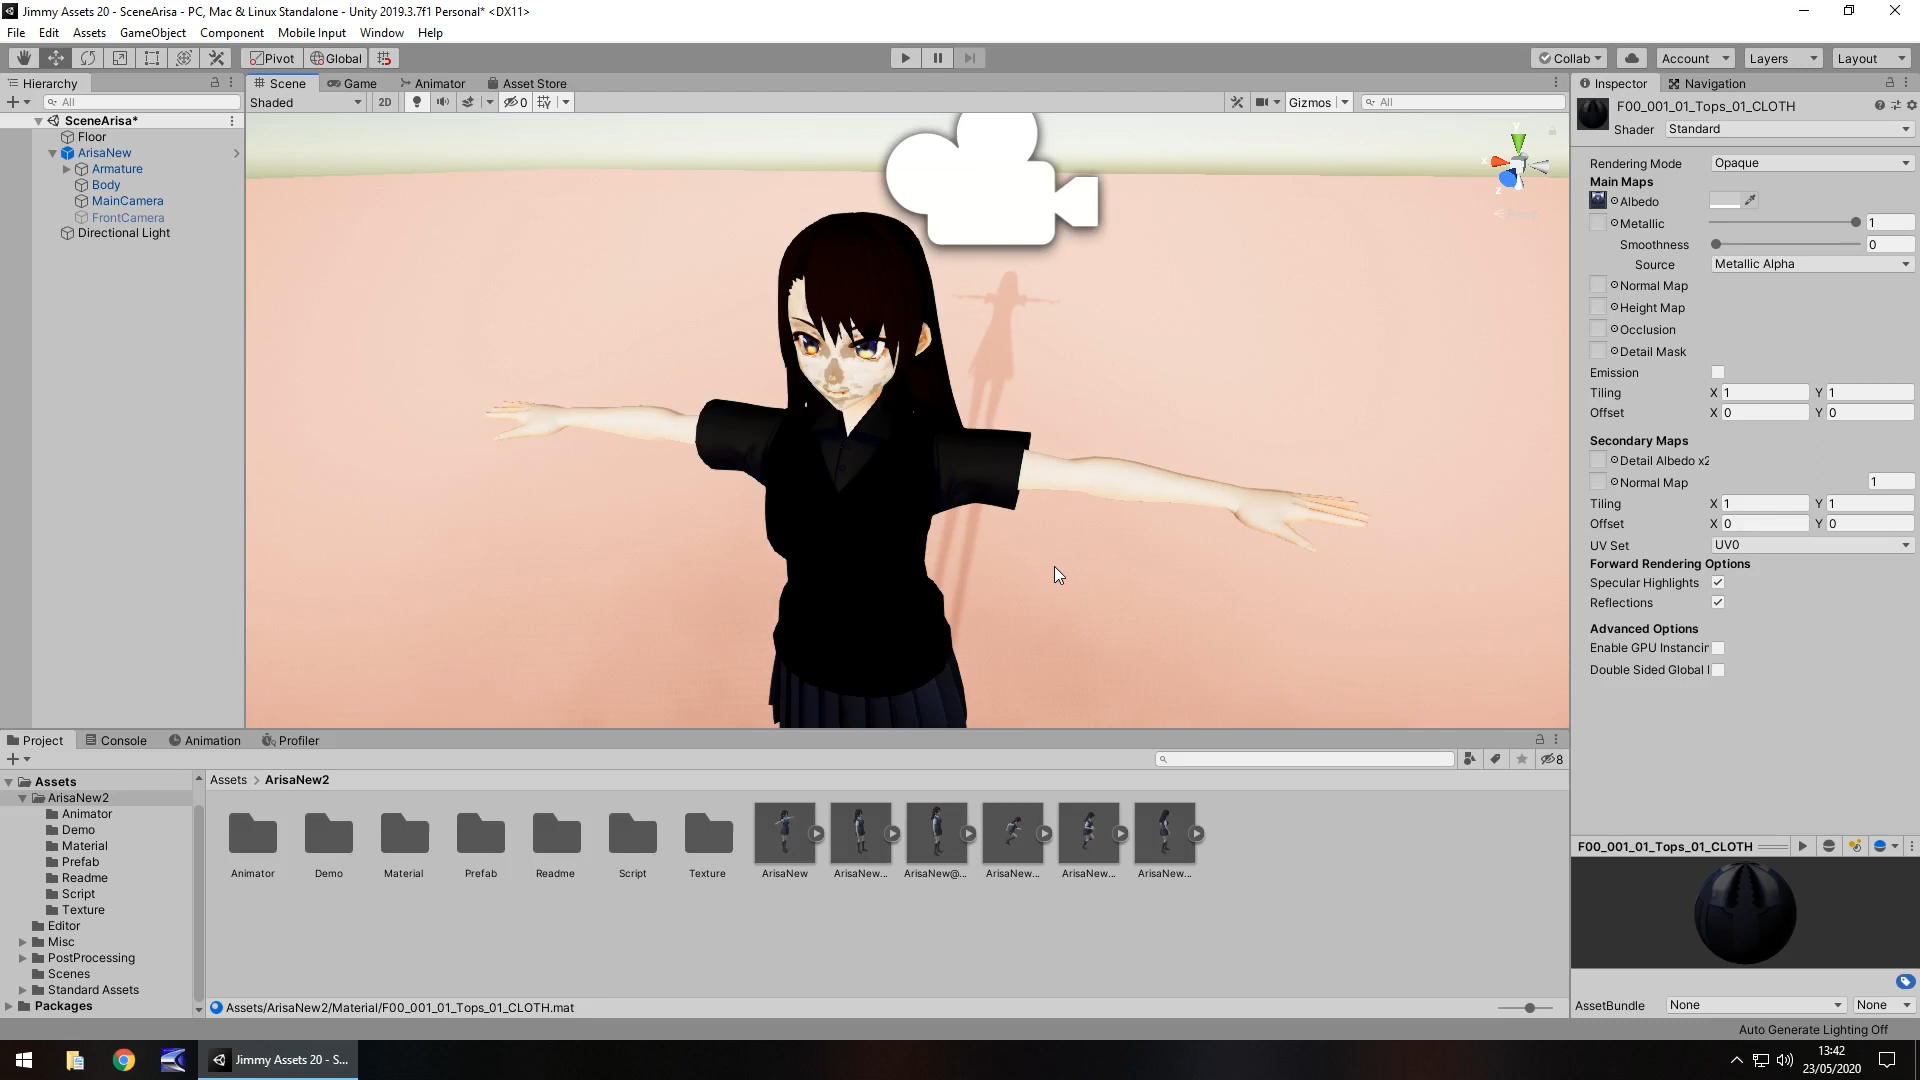 Jimmy Assets 20 - SceneArisa - PC, Mac & Linux Standalone - Unity 2019.3.7f1 Personal* <DX11>
File Edit Assets GameObject Component Mobile Input Window Help
Pivot Global Collab Account Layers Layout
Hierarchy Scene Game Animator Asset Store Inspector Navigation
All Shaded 2D 0 Gizmos All
F00_001_01_Tops_01_CLOTH
Shader Standard
SceneArisa*
Floor
ArisaNew
Armature
Body
MainCamera
FrontCamera
Directional Light
y
x
z
Rendering Mode Opaque
Main Maps
Albedo
Metallic 1
Smoothness 0
Source Metallic Alpha
Normal Map
Height Map
Occlusion
Detail Mask
Emission
Tiling X 1 Y 1
Offset X 0 Y 0
Secondary Maps
Detail Albedo x2
Normal Map 1
Tiling X 1 Y 1
Offset X 0 Y 0
UV Set UV0
Forward Rendering Options
Specular Highlights
Reflections
Advanced Options
Enable GPU Instancin
Double Sided Global I
Project Console Animation Profiler
8
Assets
ArisaNew2
Animator
Demo
Material
Prefab
Readme
Script
Texture
Editor
Misc
PostProcessing
Scenes
Standard Assets
Packages
Assets > ArisaNew2
Animator Demo Material Prefab Readme Script Texture ArisaNew ArisaNew... ArisaNew@... ArisaNew... ArisaNew... ArisaNew...
Assets/ArisaNew2/Material/F00_001_01_Tops_01_CLOTH.mat
F00_001_01_Tops_01_CLOTH
AssetBundle None None
Auto Generate Lighting Off
Jimmy Assets 20 - S...
13:42
23/05/2020